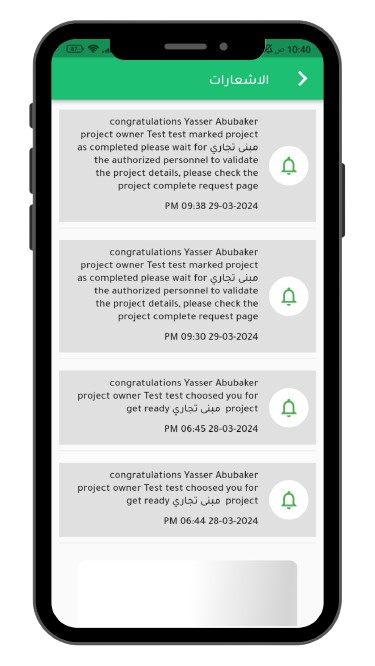 10:40 ص
الاشعارات
congratulations Yasser Abubaker
project owner Test test marked project
as completed please wait for مبنى تجاري
the authorized personnel to validate
the project details, please check the
project complete request page
PM 09:38 29-03-2024
congratulations Yasser Abubaker
project owner Test test marked project
as completed please wait for مبنى تجاري
the authorized personnel to validate
the project details, please check the
project complete request page
PM 09:30 29-03-2024
congratulations Yasser Abubaker
project owner Test test choosed you for
get ready مبنى تجاري project
PM 06:45 28-03-2024
congratulations Yasser Abubaker
project owner Test test choosed you for
get ready مبنى تجاري project
PM 06:44 28-03-2024